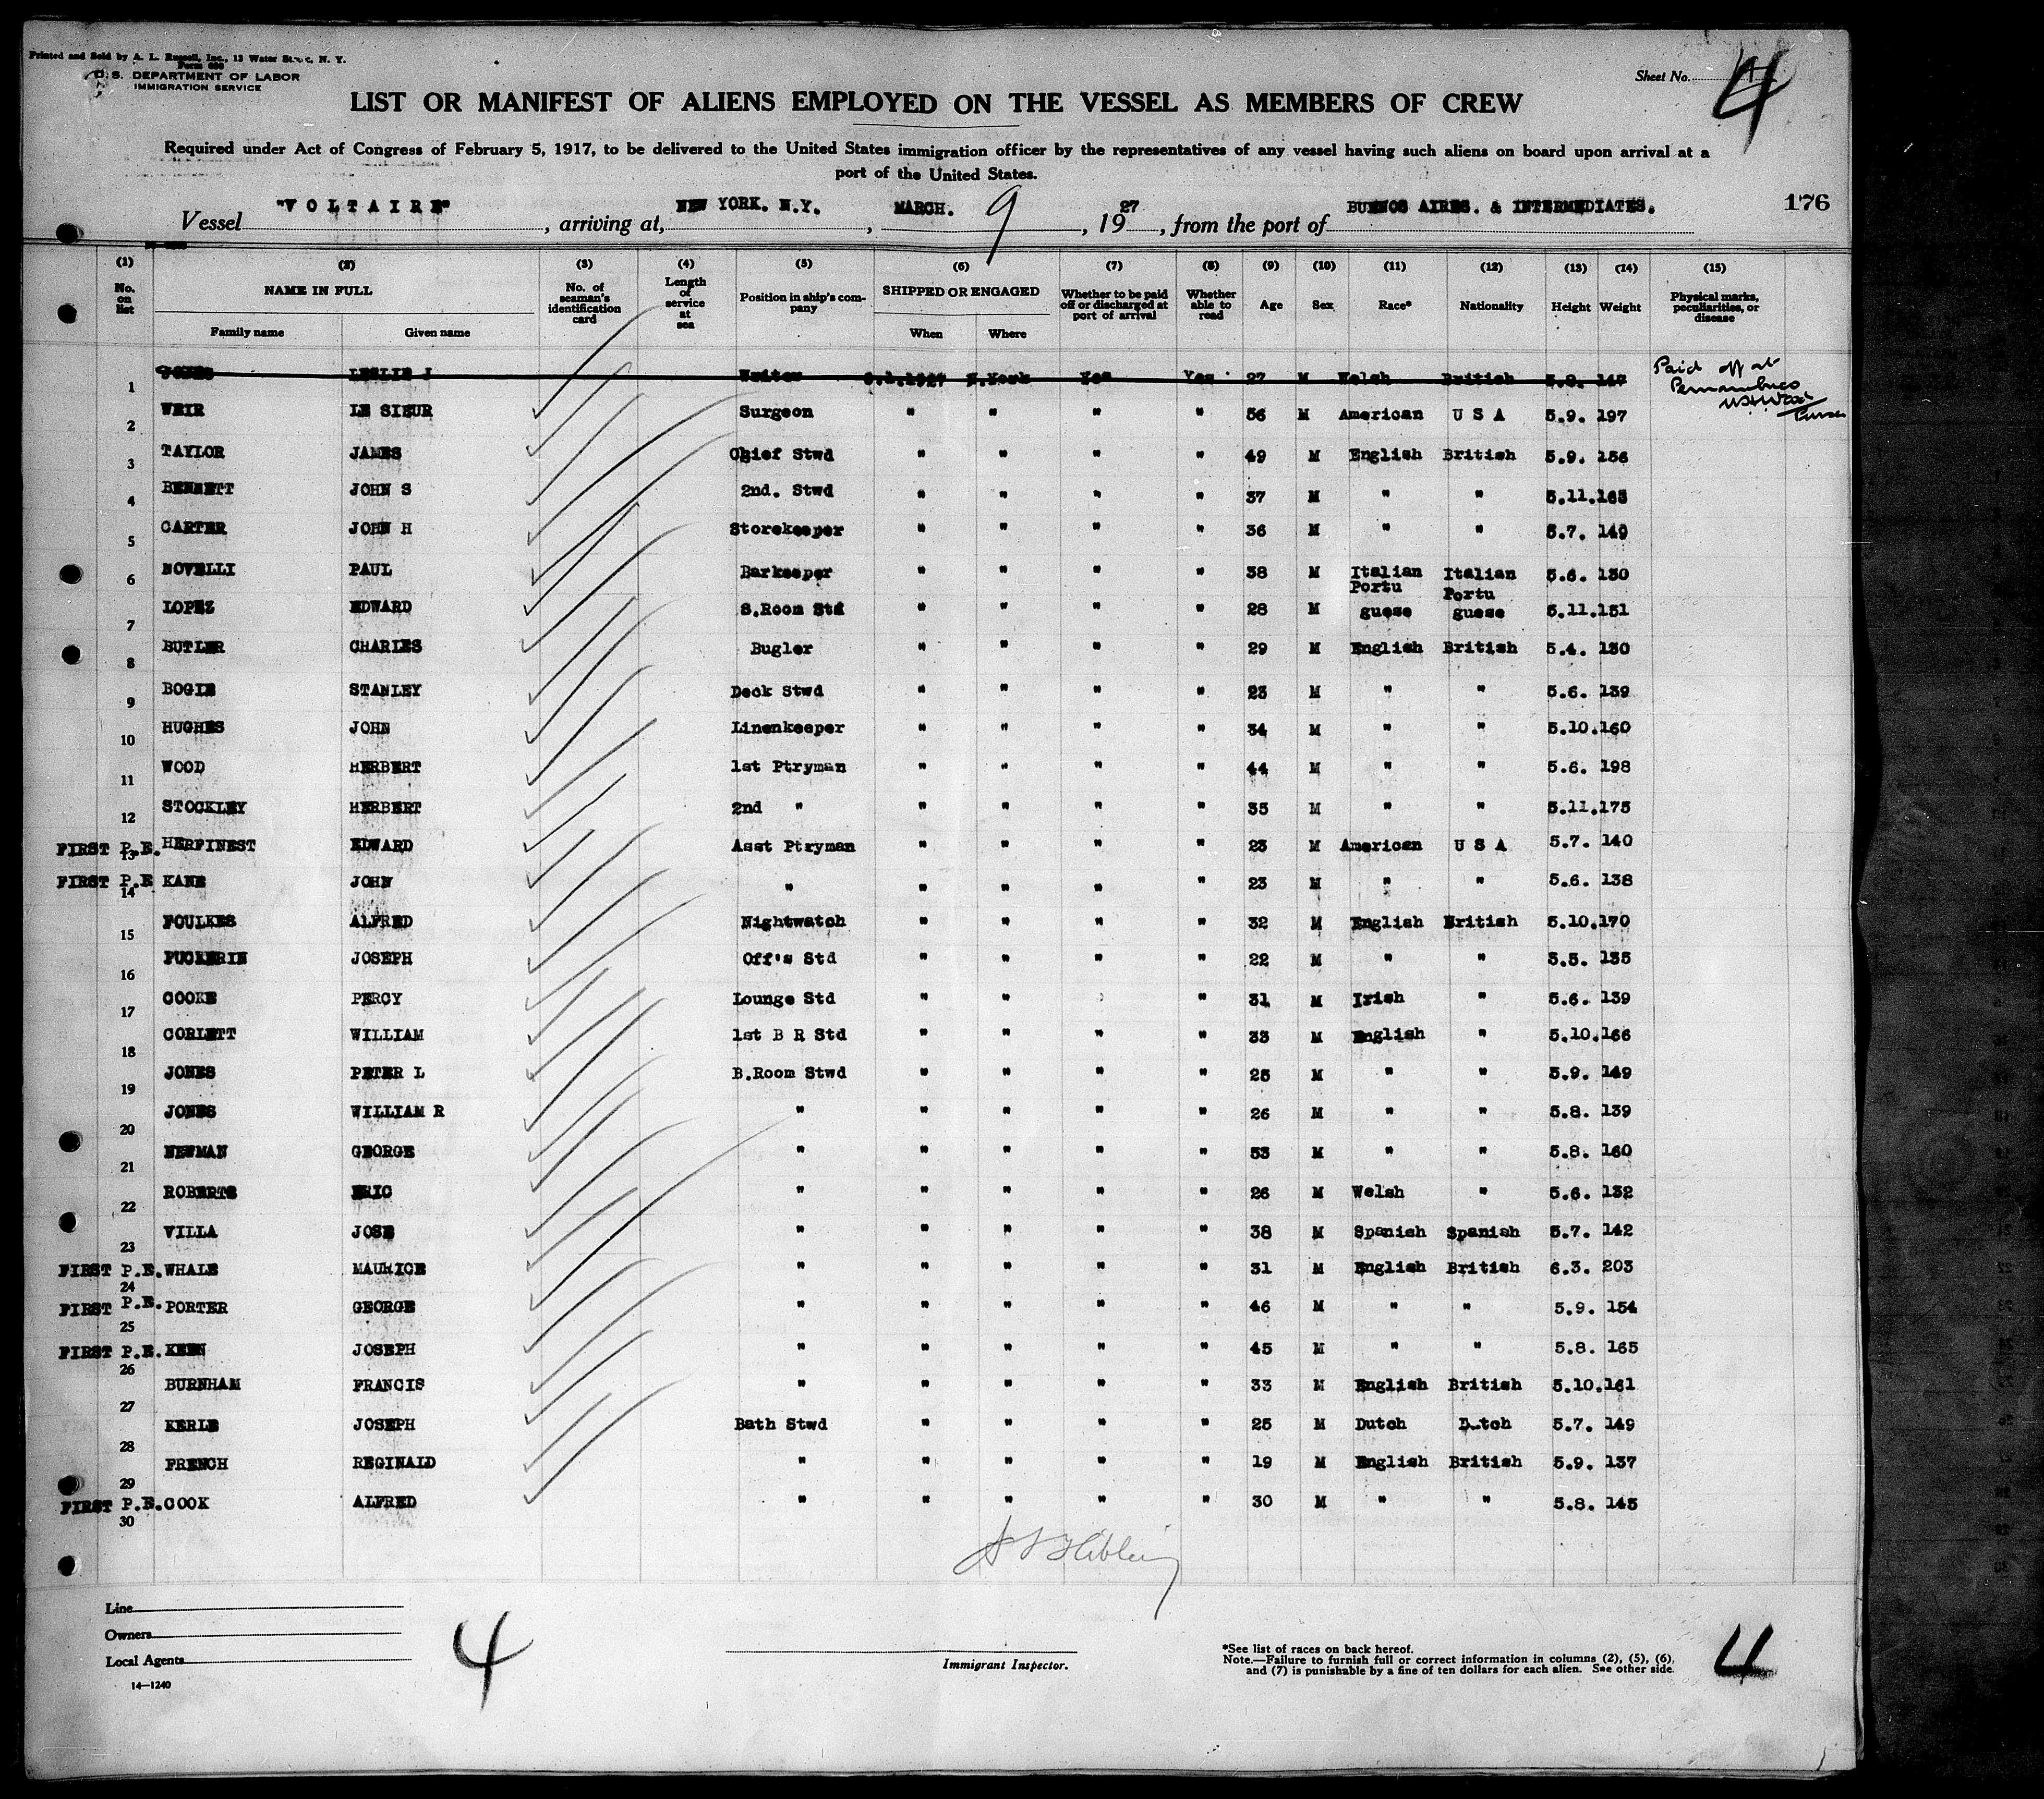 Printed and Sold by A. L. Russell, Inc., 13 Water Street, N. Y.
Form 600
U. S. DEPARTMENT OF LABOR
IMMIGRATION SERVICE
Sheet No. 4
LIST OR MANIFEST OF ALIENS EMPLOYED ON THE VESSEL AS MEMBERS OF CREW
Required under Act of Congress of February 5, 1917, to be delivered to the United States immigration officer by the representatives of any vessel having such aliens on board upon arrival at a
port of the United States.
Vessel "VOLTAIRE", arriving at, NEW YORK. N.Y., MARCH. 9, 1927, from the port of BUENOS AIRES. & INTERMEDIATES. 176
(1) (2) (3) (4) (5) (6) (7) (8) (9) (10) (11) (12) (13) (14) (15)
No. on list NAME IN FULL Family name Given name No. of seaman's identification card Length of service at sea Position in ship's company SHIPPED OR ENGAGED When Where Whether to be paid off or discharged at port of arrival Whether able to read Age Sex Race* Nationality Height Weight Physical marks, peculiarities, or disease
1 JONES LESLIE J Writer N.York Yes Yes 27 M Welsh British 5.8. 147 Paid off at Pernambuco
2 WEIR LE SIEUR Surgeon " " " " 56 M American U S A 5.9. 197
3 TAYLOR JAMES Chief Stwd " " " " 49 M English British 5.9. 156
4 BENNETT JOHN S 2nd. Stwd " " " " 37 M " " 5.11. 163
5 CARTER JOHN H Storekeeper " " " " 36 M " " 5.7. 149
6 NOVELLI PAUL Barkeeper " " " " 38 M Italian Italian 5.6. 130
7 LOPEZ EDWARD S.Room Std " " " " 28 M Portuguese Portuguese 5.11. 151
8 BUTLER CHARLES Bugler " " " " 29 M English British 5.4. 130
9 BOGIE STANLEY Deck Stwd " " " " 23 M " " 5.6. 139
10 HUGHES JOHN Linenkeeper " " " " 34 M " " 5.10. 160
11 WOOD HERBERT 1st Ptryman " " " " 44 M " " 5.6. 198
12 STOCKLEY HERBERT 2nd " " " " " 35 M " " 5.11. 175
FIRST P.E. 13 HERFINEST EDWARD Asst Ptryman " " " " 23 M American U S A 5.7. 140
FIRST P.E 14 KANE JOHN " " " " " 23 M " " 5.6. 138
15 FOULKES ALFRED Nightwatch " " " " 32 M English British 5.10. 170
16 PUCKERIN JOSEPH Off's Std " " " " 22 M " " 5.5. 135
17 COOKE PERCY Lounge Std " " " 31 M Irish " 5.6. 139
18 CORLETT WILLIAM 1st B R Std " " " " 33 M English " 5.10. 166
19 JONES PETER L B.Room Stwd " " " " 25 M " " 5.9. 149
20 JONES WILLIAM R " " " " " 26 M " " 5.8. 139
21 NEWMAN GEORGE " " " " " 53 M " " 5.8. 160
22 ROBERTS ERIC " " " " " 26 M Welsh " 5.6. 132
23 VILLA JOSE " " " " " 38 M Spanish Spanish 5.7. 142
FIRST P.E. 24 WHALE MAURICE " " " " " 31 M English British 6.3. 203
FIRST P.E. 25 PORTER GEORGE " " " " " 46 M " " 5.9. 154
FIRST P.E. 26 KEEN JOSEPH " " " " " 45 M " " 5.8. 165
27 BURNHAM FRANCIS " " " " " 33 M English British 5.10. 161
28 KERLE JOSEPH Bath Stwd " " " " 25 M Dutch Dutch 5.7. 149
29 FRENCH REGINALD " " " " " 19 M English British 5.9. 137
FIRST P.E. 30 COOK ALFRED " " " " " 30 M " " 5.8. 145
Line
Owners
Local Agents
14—1240
4
Immigrant Inspector.
*See list of races on back hereof.
Note.—Failure to furnish full or correct information in columns (2), (5), (6),
and (7) is punishable by a fine of ten dollars for each alien. See other side.
4